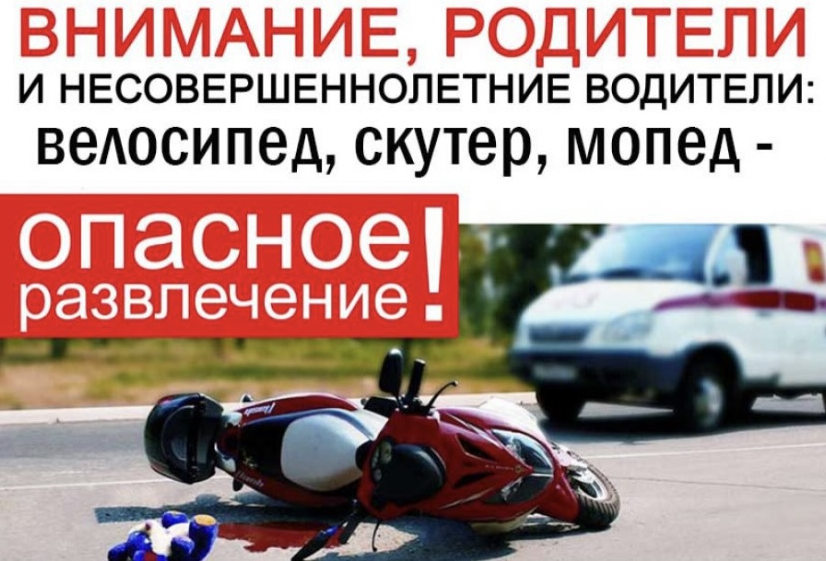 ВНИМАНИЕ, РОДИТЕЛИ
И НЕСОВЕРШЕННОЛЕТНИЕ ВОДИТЕЛИ:
велосипед, скутер, мопед -
опасное
развлечение!